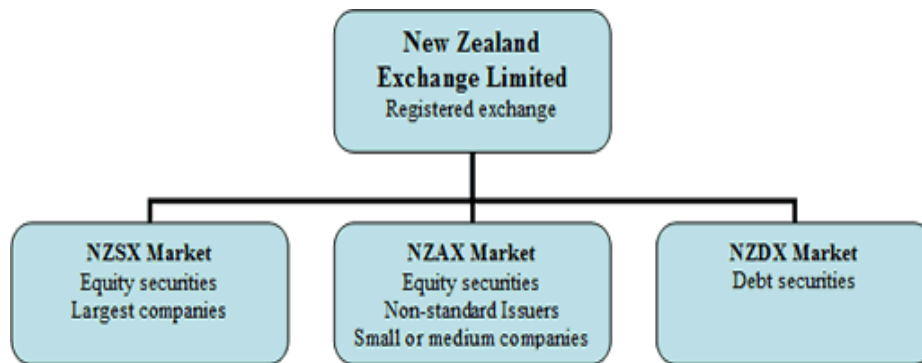 New Zealand
Exchange Limited
Registered exchange
NZSX Market
Equity securities
Largest companies
NZAX Market
Equity securities
Non-standard Issuers
Small or medium companies
NZDX Market
Debt securities